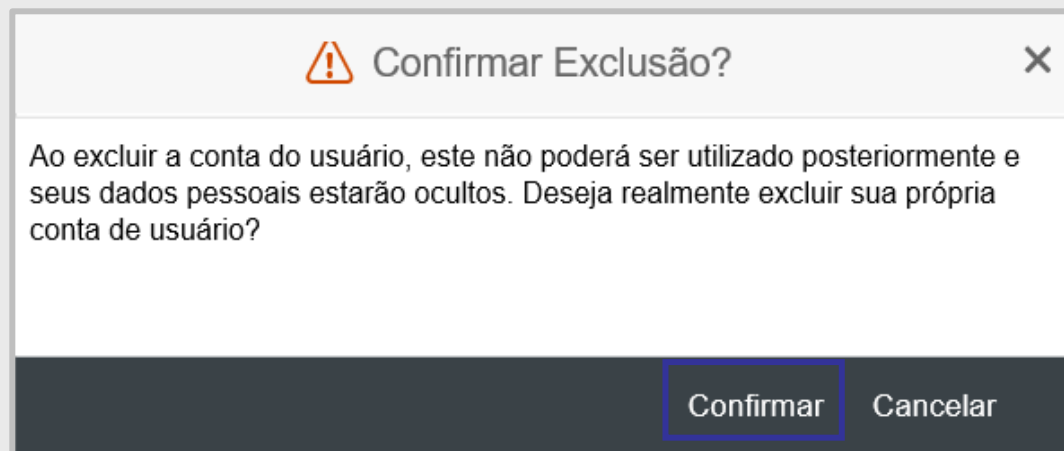 Confirmar Exclusão?
Ao excluir a conta do usuário, este não poderá ser utilizado posteriormente e
seus dados pessoais estarão ocultos. Deseja realmente excluir sua própria
conta de usuário?
Confirmar Cancelar